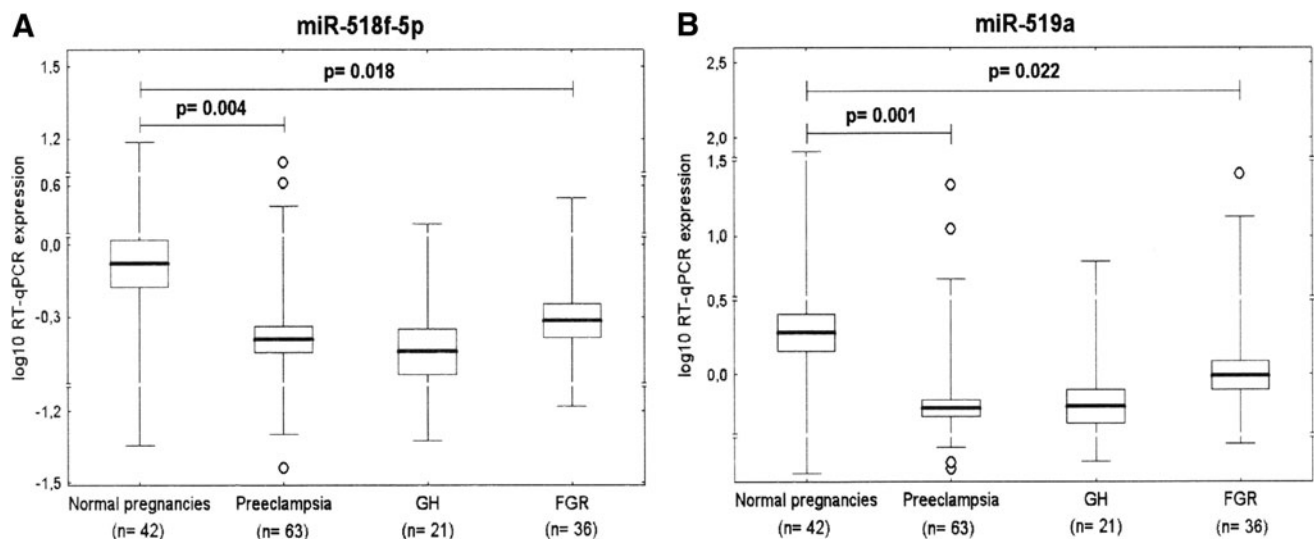 A
miR-518f-5p
1.5
1.2
0.6
0.0
-0.3
-1.2
-1.5
log10 RT-qPCR expression
p= 0.018
p= 0.004
Normal pregnancies
(n= 42)
Preeclampsia
(n= 63)
GH
(n= 21)
FGR
(n= 36)
B
miR-519a
2,5
2,0
1,5
1,0
0,5
0,0
log10 RT-qPCR expression
p= 0.022
p= 0.001
Normal pregnancies
(n= 42)
Preeclampsia
(n= 63)
GH
(n= 21)
FGR
(n= 36)